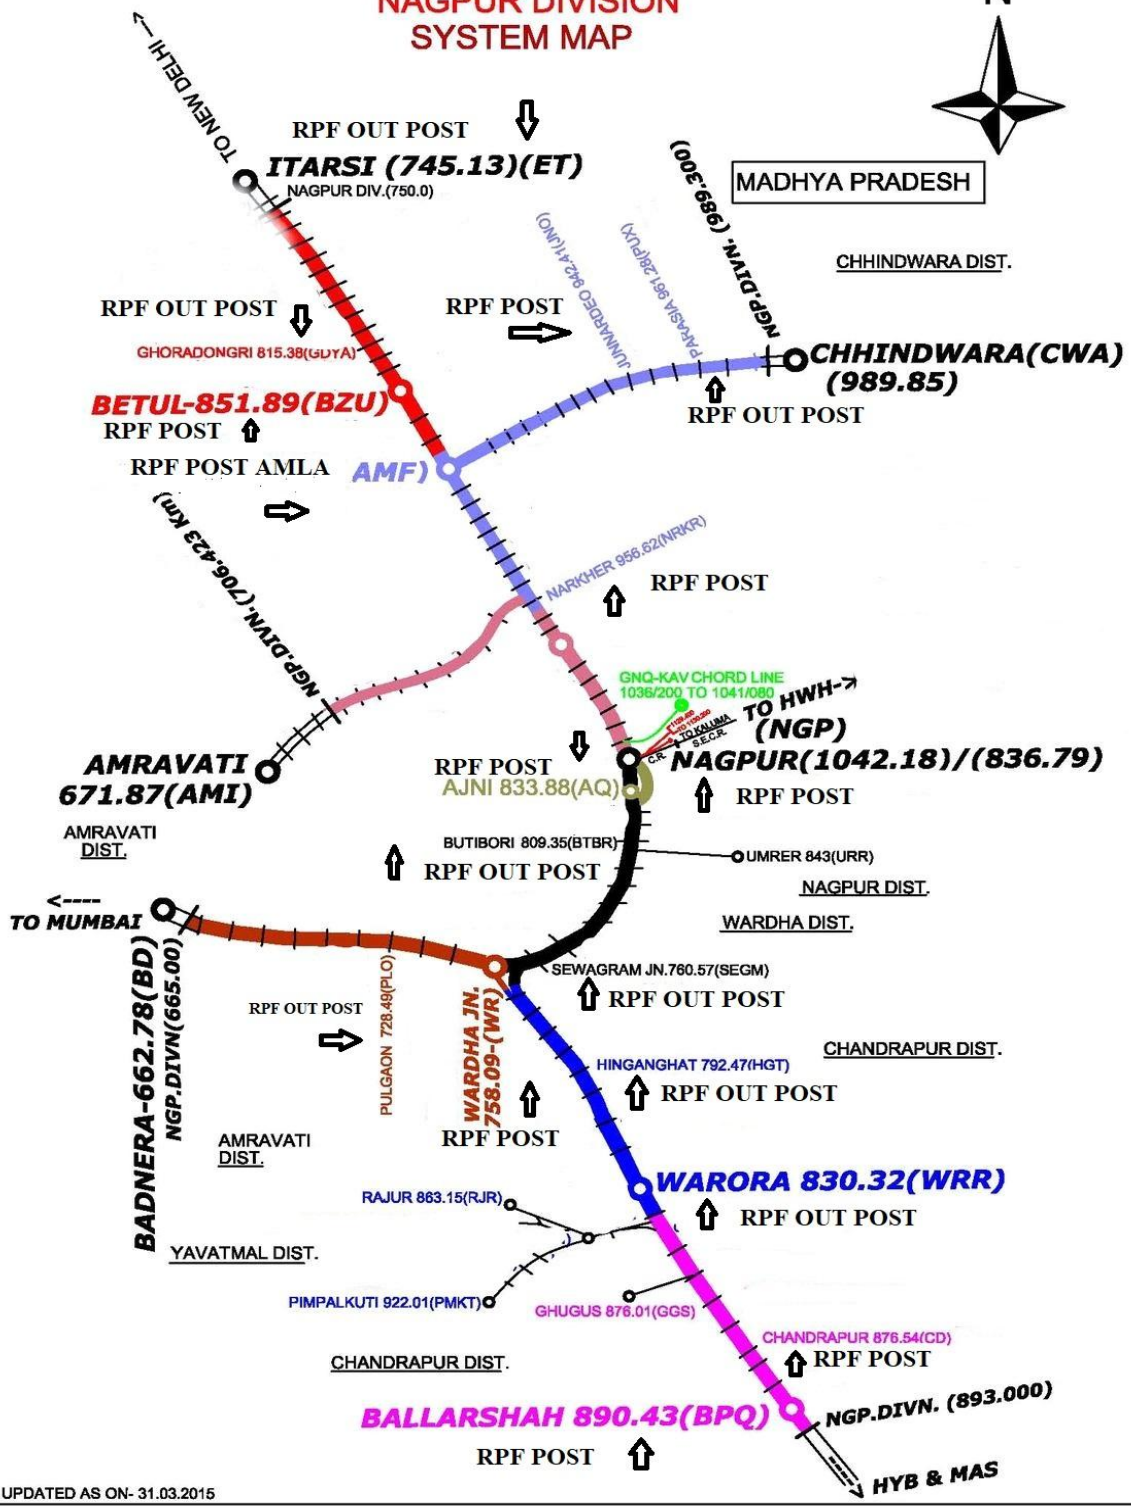 NAGPUR DIVISION
SYSTEM MAP
N
<--- TO NEW DELHI
RPF OUT POST
ITARSI (745.13)(ET)
NAGPUR DIV.(750.0)
MADHYA PRADESH
CHHINDWARA DIST.
NGP.DIVN. (989.300)
JUNNARDEO 942.41(JNO)
PARASIA 961.28(PUX)
RPF OUT POST
RPF POST
GHORADONGRI 815.38(GDYA)
CHHINDWARA(CWA)
(989.85)
BETUL-851.89(BZU)
RPF OUT POST
RPF POST
RPF POST AMLA
AMF)
NGP.DIVN.(706.423 Km)
NARKHER 956.62(NRKR)
RPF POST
GNQ-KAV CHORD LINE
1036/200 TO 1041/080
TO HWH->
(NGP)
TO KALUMA
S.E.C.R.
C.R.
NAGPUR(1042.18)/(836.79)
AMRAVATI
671.87(AMI)
RPF POST
AJNI 833.88(AQ)
RPF POST
AMRAVATI
DIST.
BUTIBORI 809.35(BTBR)
UMRER 843(URR)
RPF OUT POST
NAGPUR DIST.
<----
TO MUMBAI
WARDHA DIST.
BADNERA-662.78(BD)
NGP.DIVN(665.00)
SEWAGRAM JN.760.57(SEGM)
RPF OUT POST
RPF OUT POST
PULGAON 728.49(PLO)
WARDHA JN.
758.09-(WR)
CHANDRAPUR DIST.
HINGANGHAT 792.47(HGT)
RPF OUT POST
RPF POST
AMRAVATI
DIST.
WARORA 830.32(WRR)
RAJUR 863.15(RJR)
RPF OUT POST
YAVATMAL DIST.
PIMPALKUTI 922.01(PMKT)
GHUGUS 876.01(GGS)
CHANDRAPUR 876.54(CD)
RPF POST
CHANDRAPUR DIST.
BALLARSHAH 890.43(BPQ)
NGP.DIVN. (893.000)
RPF POST
HYB & MAS
UPDATED AS ON- 31.03.2015